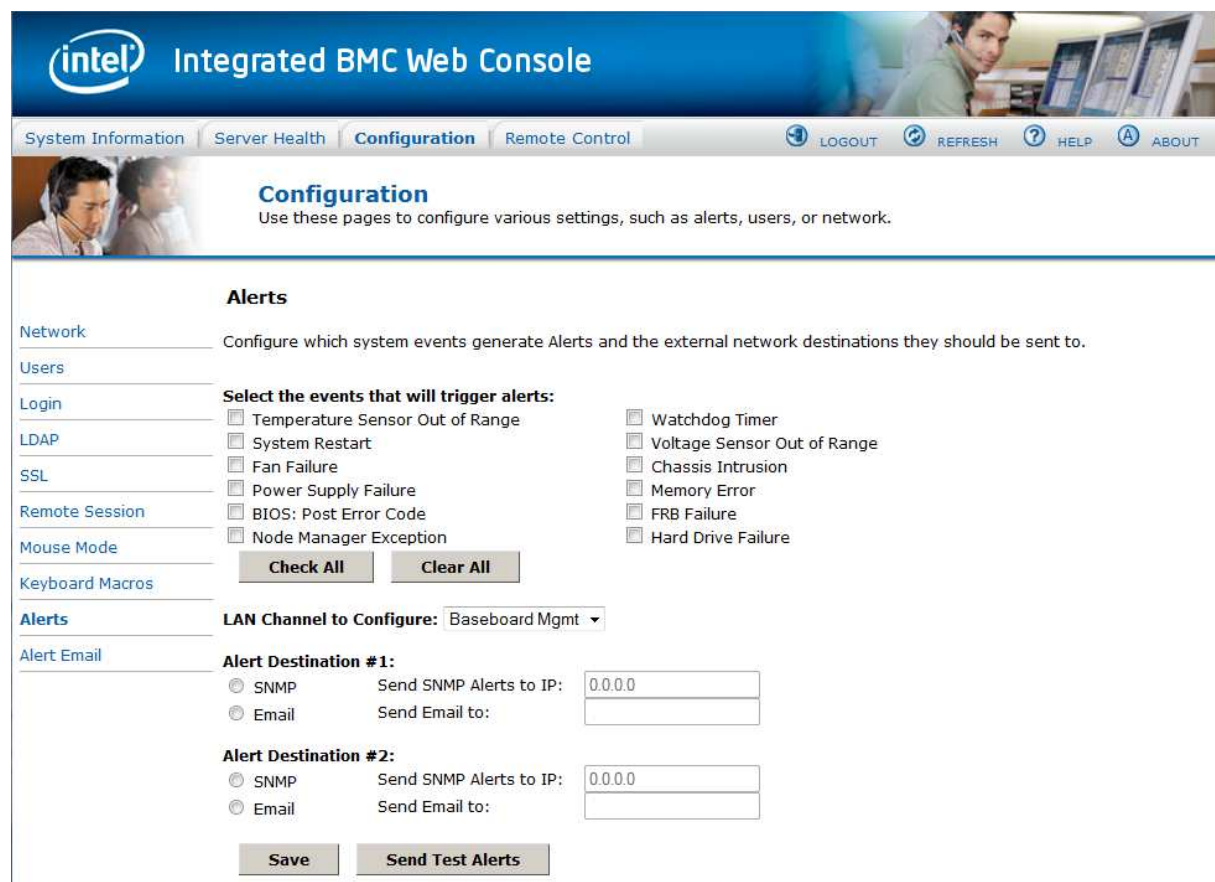 intel Integrated BMC Web Console
System Information Server Health Configuration Remote Control LOGOUT REFRESH ? HELP A ABOUT
Configuration
Use these pages to configure various settings, such as alerts, users, or network.
Network
Users
Login
LDAP
SSL
Remote Session
Mouse Mode
Keyboard Macros
Alerts
Alert Email
Alerts
Configure which system events generate Alerts and the external network destinations they should be sent to.
Select the events that will trigger alerts:
Temperature Sensor Out of Range Watchdog Timer
System Restart Voltage Sensor Out of Range
Fan Failure Chassis Intrusion
Power Supply Failure Memory Error
BIOS: Post Error Code FRB Failure
Node Manager Exception Hard Drive Failure
Check All Clear All
LAN Channel to Configure: Baseboard Mgmt
Alert Destination #1:
SNMP Send SNMP Alerts to IP: 0.0.0.0
Email Send Email to:
Alert Destination #2:
SNMP Send SNMP Alerts to IP: 0.0.0.0
Email Send Email to:
Save Send Test Alerts